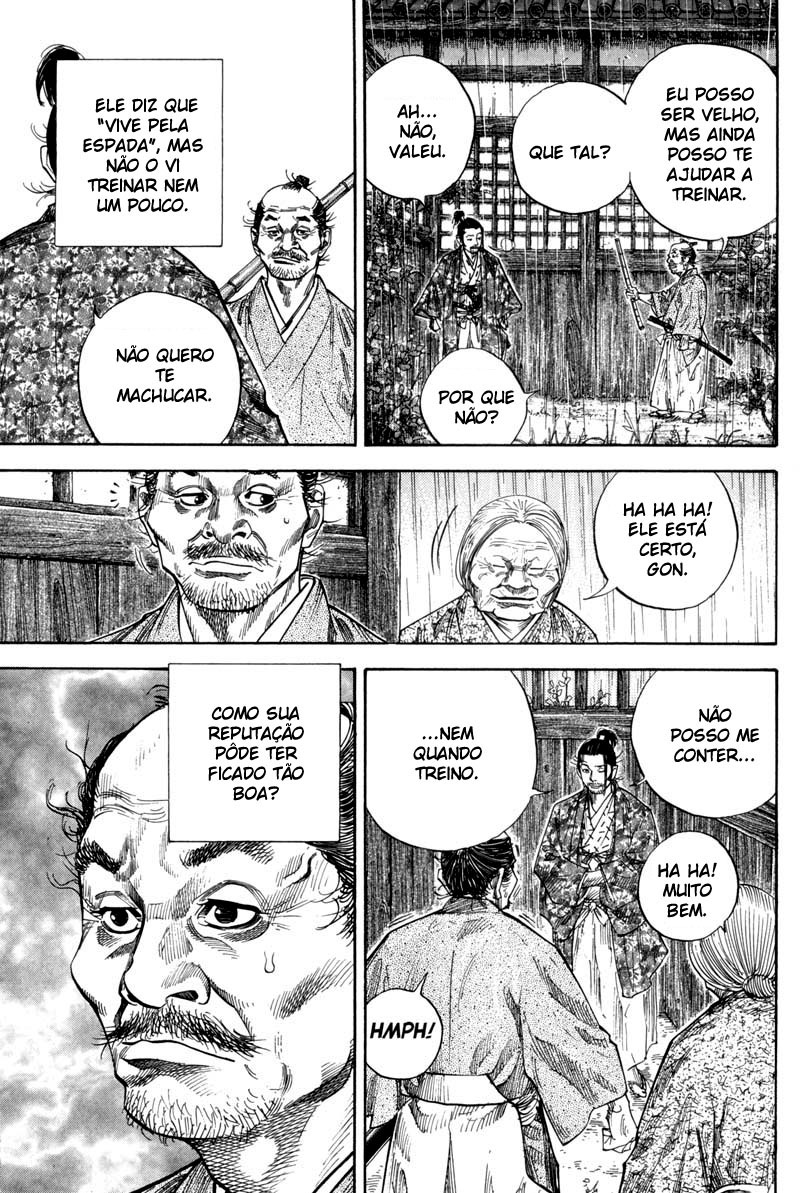 EU POSSO
SER VELHO,
MAS AINDA
POSSO TE
AJUDAR A
TREINAR.
QUE TAL?
AH...
NÃO,
VALEU.
POR QUE
NÃO?
ELE DIZ QUE
"VIVE PELA
ESPADA", MAS
NÃO O VI
TREINAR NEM
UM POUCO.
NÃO QUERO
TE
MACHUCAR.
HA HA HA!
ELE ESTÁ
CERTO,
GON.
NÃO
POSSO ME
CONTER...
...NEM
QUANDO
TREINO.
HA HA!
MUITO
BEM.
HMPH!
COMO SUA
REPUTAÇÃO
PÔDE TER
FICADO TÃO
BOA?